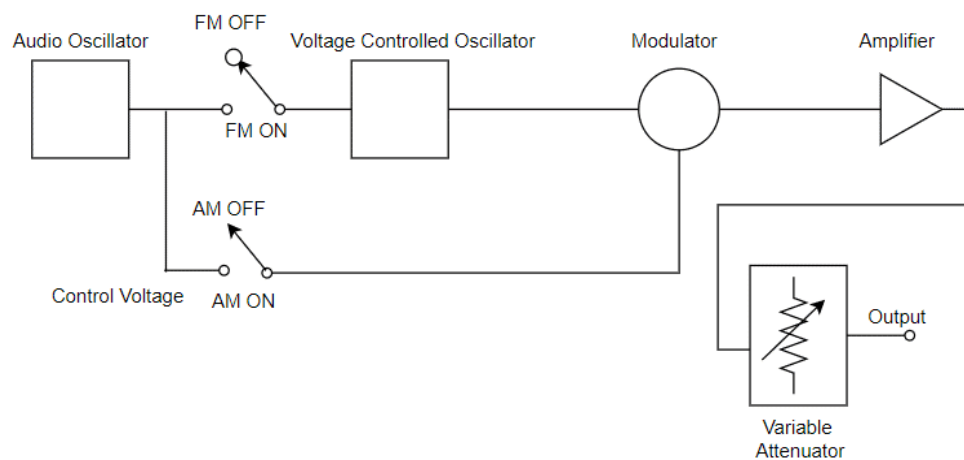 FM OFF
Audio Oscillator
Voltage Controlled Oscillator
Modulator
Amplifier
FM ON
AM OFF
Control Voltage
AM ON
Output
Variable
Attenuator